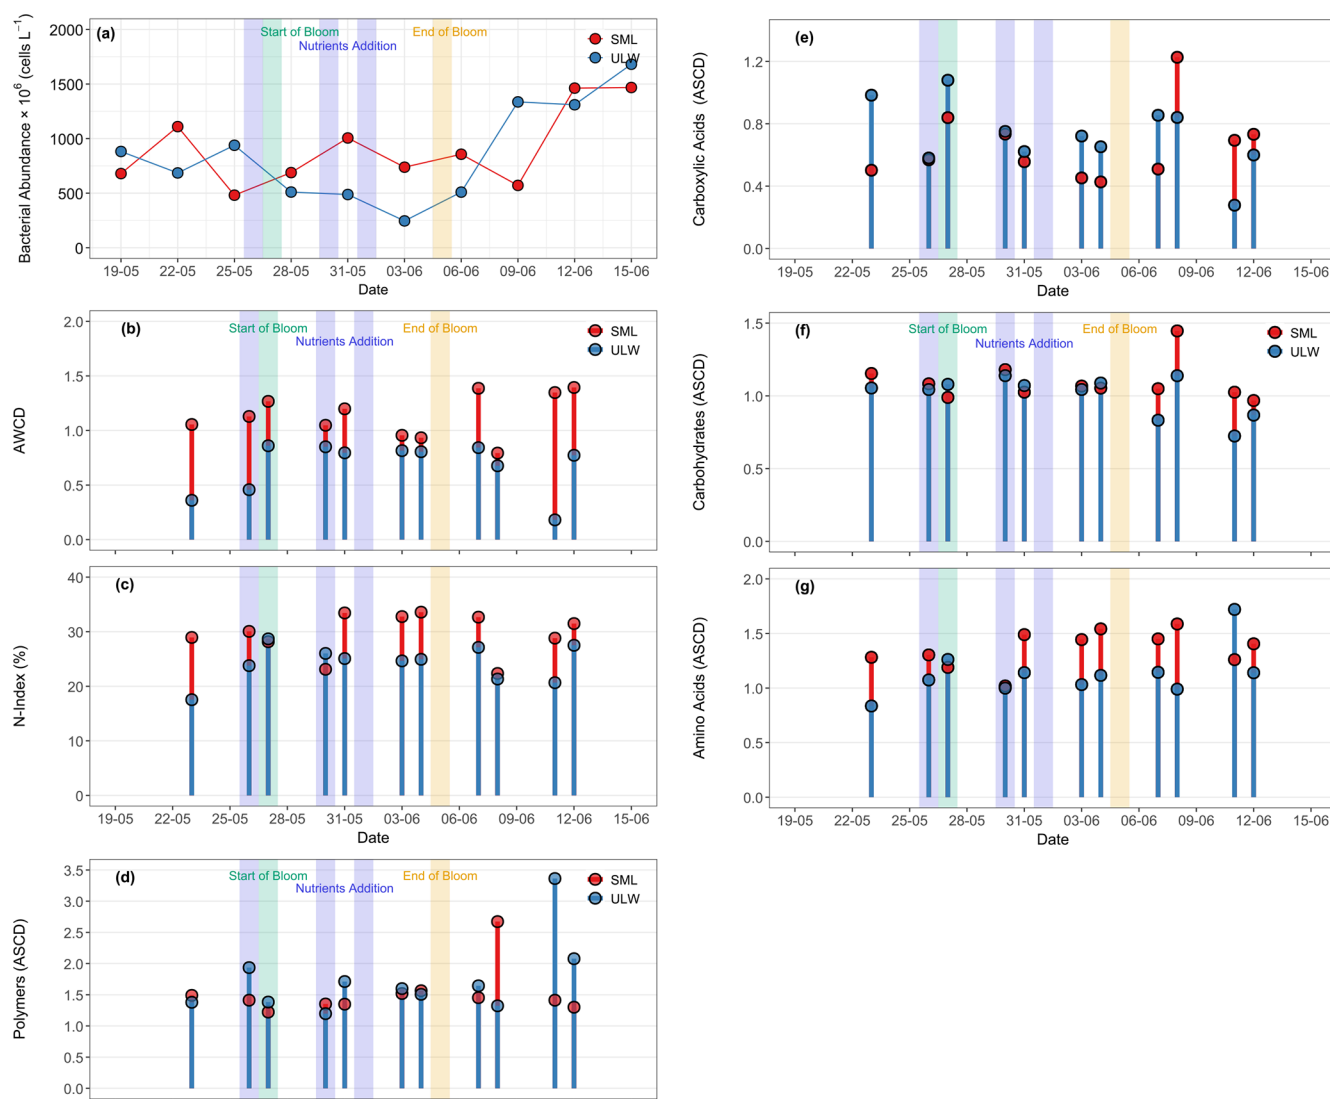 (a)
Start of Bloom
End of Bloom
Nutrients Addition
SML
ULW
Bacterial Abundance × 10⁶ (cells L⁻¹)
2000
1500
1000
500
0
19-05 22-05 25-05 28-05 31-05 03-06 06-06 09-06 12-06 15-06
Date
(b)
Start of Bloom
End of Bloom
Nutrients Addition
SML
ULW
AWCD
2.0
1.5
1.0
0.5
0.0
(c)
N-Index (%)
40
30
20
10
0
19-05 22-05 25-05 28-05 31-05 03-06 06-06 09-06 12-06 15-06
Date
(d)
Start of Bloom
End of Bloom
Nutrients Addition
SML
ULW
Polymers (ASCD)
3.5
3.0
2.5
2.0
1.5
1.0
0.5
0.0
(e)
Carboxylic Acids (ASCD)
1.2
0.8
0.4
0.0
19-05 22-05 25-05 28-05 31-05 03-06 06-06 09-06 12-06 15-06
Date
(f)
Start of Bloom
End of Bloom
Nutrients Addition
SML
ULW
Carbohydrates (ASCD)
1.5
1.0
0.5
0.0
(g)
Amino Acids (ASCD)
2.0
1.5
1.0
0.5
0.0
19-05 22-05 25-05 28-05 31-05 03-06 06-06 09-06 12-06 15-06
Date